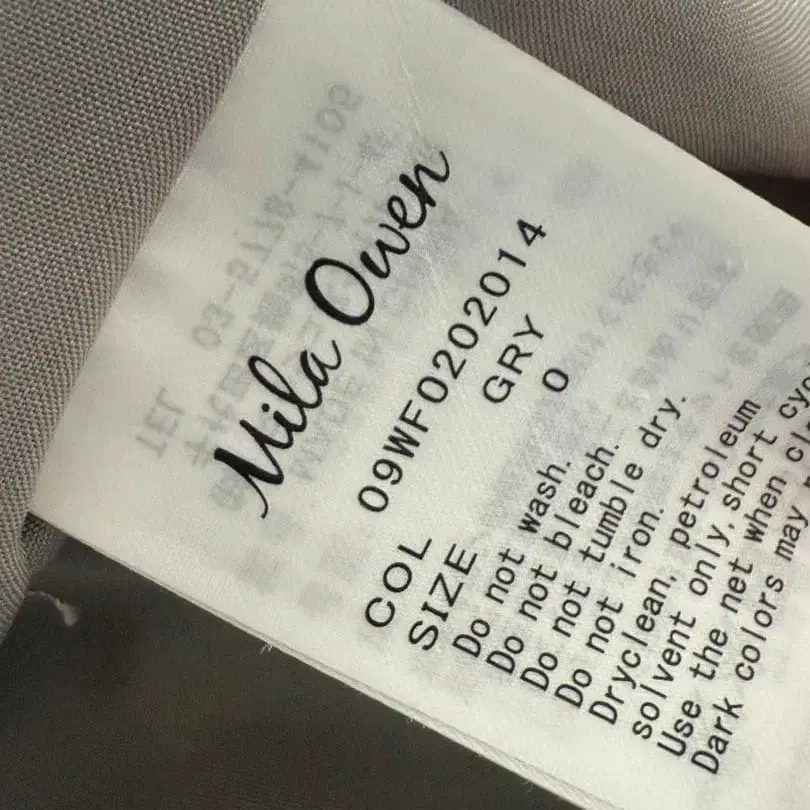 Mila Owen
09WF0202014
COL GRY
SIZE 0
Do not wash.
Do not bleach.
Do not tumble dry.
Do not iron.
Dryclean, petroleum
solvent only, short
Use the net when
Dark colors may